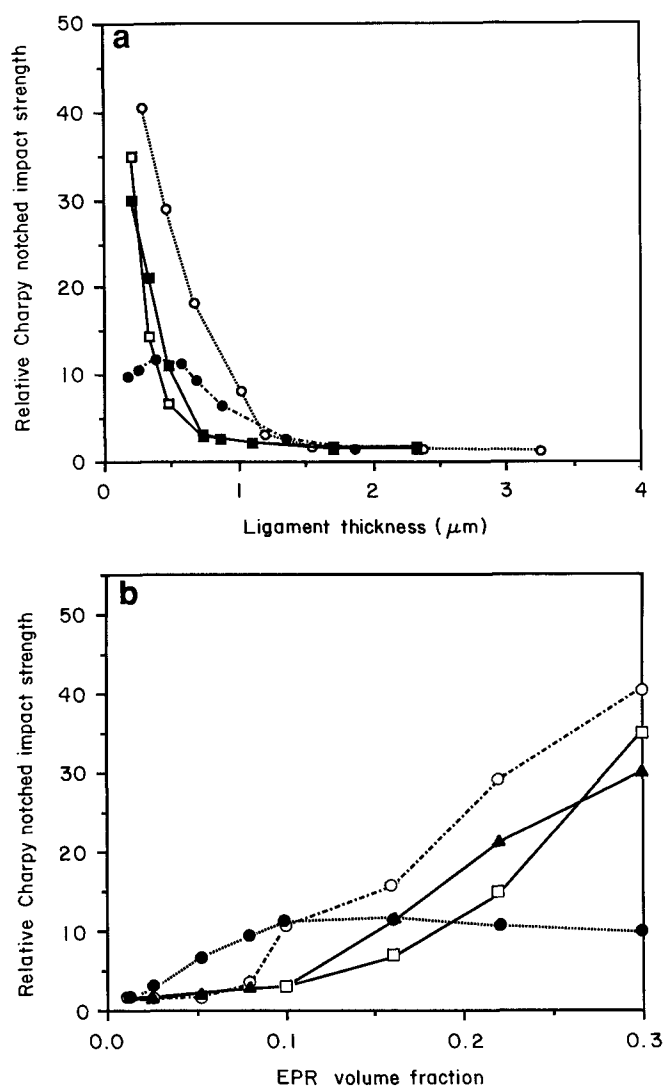 a
50
40
30
20
10
0
Relative Charpy notched impact strength
0 1 2 3 4
Ligament thickness (μm)
b
50
40
30
20
10
0
Relative Charpy notched impact strength
0.0 0.1 0.2 0.3
EPR volume fraction